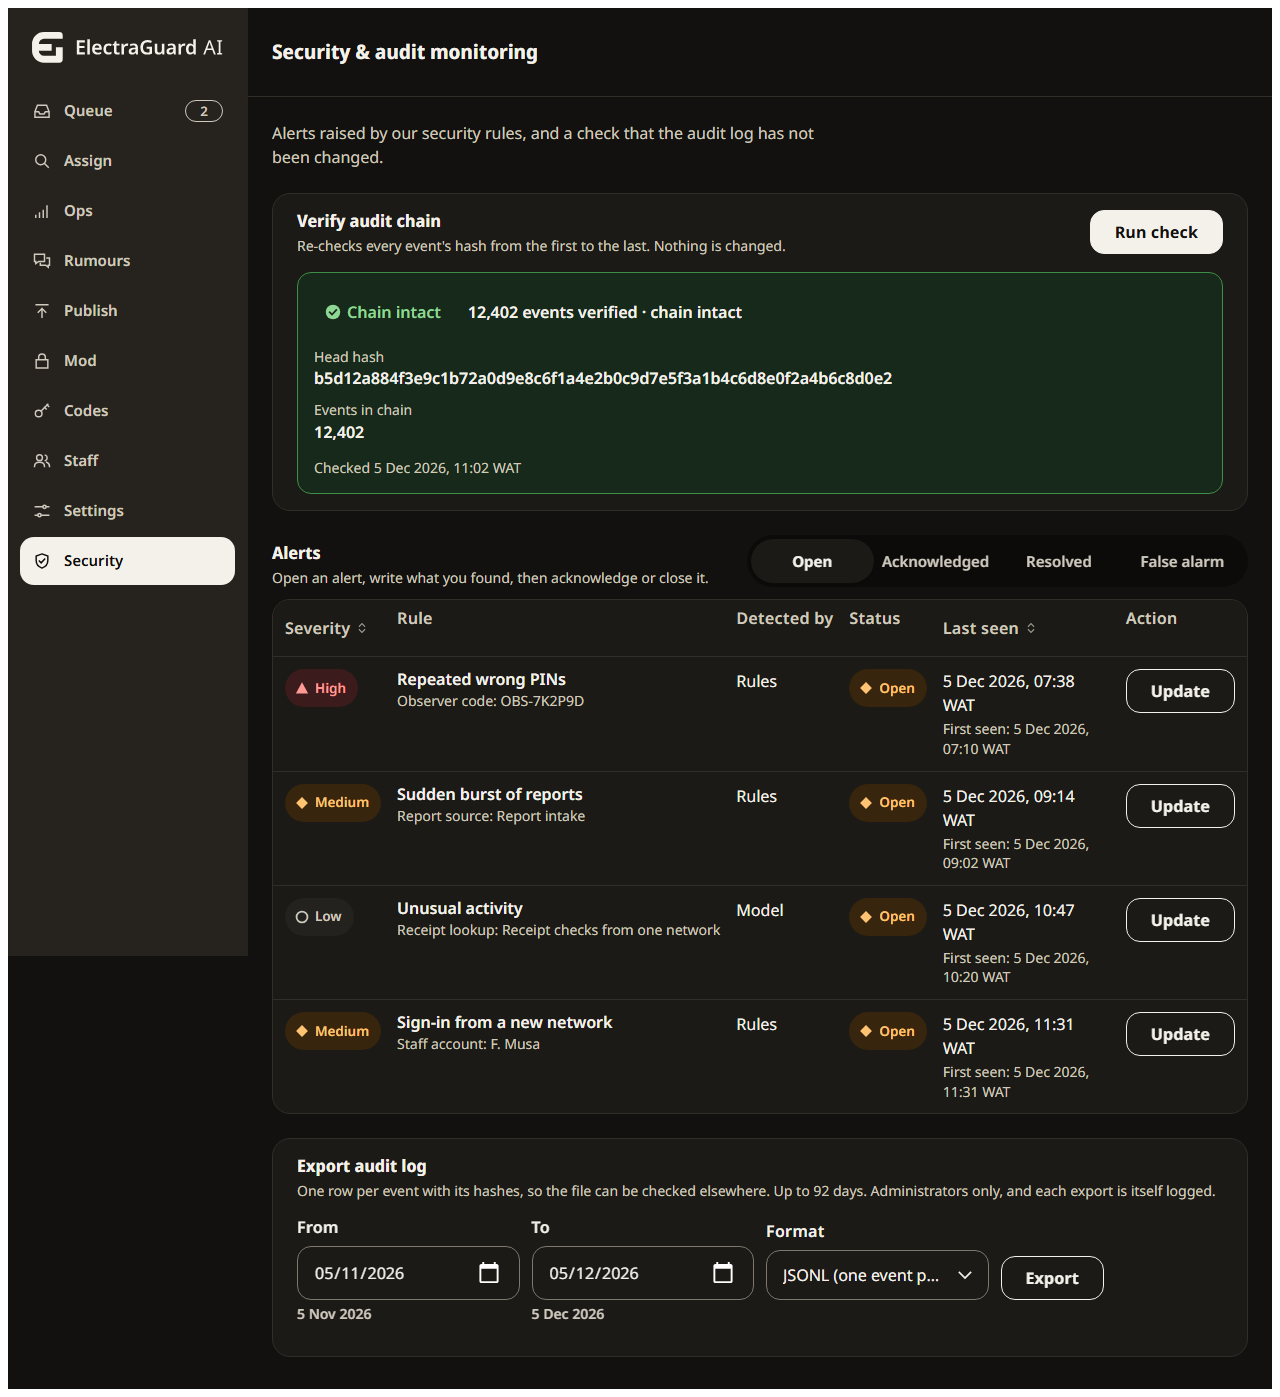 ElectraGuard AI
Queue 2
Assign
Ops
Rumours
Publish
Mod
Codes
Staff
Settings
Security
Security & audit monitoring
Alerts raised by our security rules, and a check that the audit log has not
been changed.
Verify audit chain
Re-checks every event's hash from the first to the last. Nothing is changed.
Run check
Chain intact 12,402 events verified · chain intact
Head hash
b5d12a884f3e9c1b72a0d9e8c6f1a4e2b0c9d7e5f3a1b4c6d8e0f2a4b6c8d0e2
Events in chain
12,402
Checked 5 Dec 2026, 11:02 WAT
Alerts
Open an alert, write what you found, then acknowledge or close it.
Open Acknowledged Resolved False alarm
Severity Rule Detected by Status Last seen Action
High Repeated wrong PINs Rules Open 5 Dec 2026, 07:38 Update
WAT
Observer code: OBS-7K2P9D
First seen: 5 Dec 2026,
07:10 WAT
Medium Sudden burst of reports Rules Open 5 Dec 2026, 09:14 Update
WAT
Report source: Report intake
First seen: 5 Dec 2026,
09:02 WAT
Low Unusual activity Model Open 5 Dec 2026, 10:47 Update
WAT
Receipt lookup: Receipt checks from one network
First seen: 5 Dec 2026,
10:20 WAT
Medium Sign-in from a new network Rules Open 5 Dec 2026, 11:31 Update
WAT
Staff account: F. Musa
First seen: 5 Dec 2026,
11:31 WAT
Export audit log
One row per event with its hashes, so the file can be checked elsewhere. Up to 92 days. Administrators only, and each export is itself logged.
From To Format
05/11/2026 05/12/2026 JSONL (one event p... Export
5 Nov 2026 5 Dec 2026